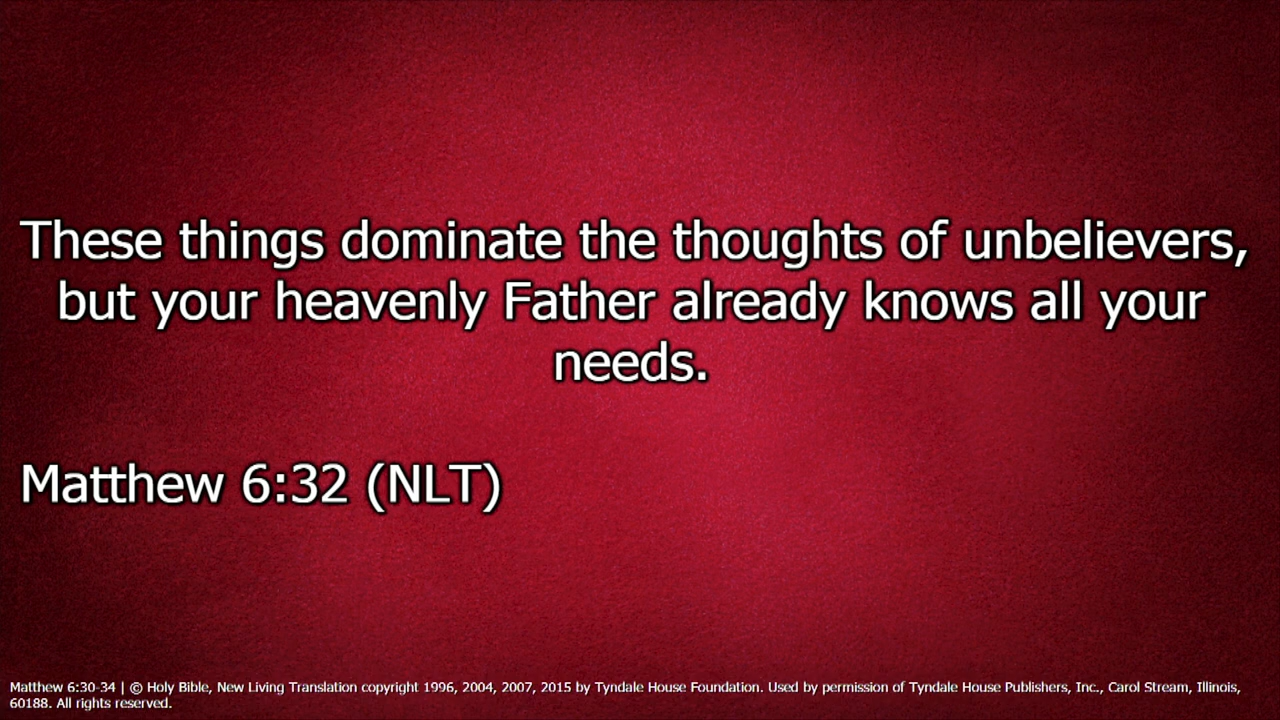 These things dominate the thoughts of unbelievers,
but your heavenly Father already knows all your
needs.
Matthew 6:32 (NLT)
Matthew 6:30-34 | © Holy Bible, New Living Translation copyright 1996, 2004, 2007, 2015 by Tyndale House Foundation. Used by permission of Tyndale House Publishers, Inc., Carol Stream, Illinois,
60188. All rights reserved.